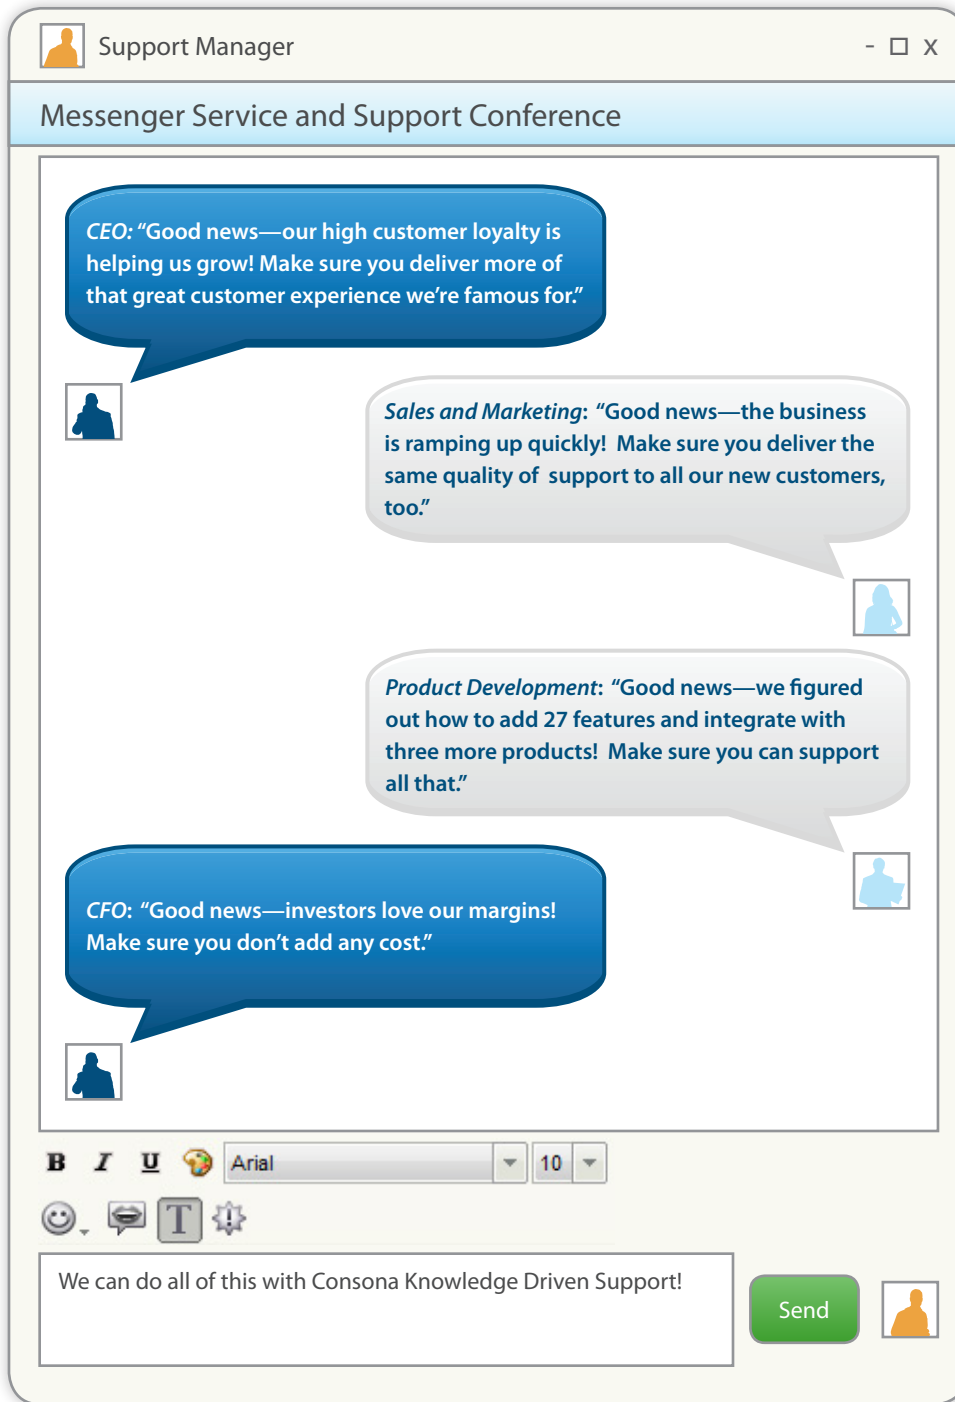 Support Manager
- □ x
Messenger Service and Support Conference
CEO: “Good news—our high customer loyalty is
helping us grow! Make sure you deliver more of
that great customer experience we’re famous for.”
Sales and Marketing: “Good news—the business
is ramping up quickly! Make sure you deliver the
same quality of support to all our new customers,
too.”
Product Development: “Good news—we figured
out how to add 27 features and integrate with
three more products! Make sure you can support
all that.”
CFO: “Good news—investors love our margins!
Make sure you don’t add any cost.”
B I U Arial 10
T
We can do all of this with Consona Knowledge Driven Support!
Send